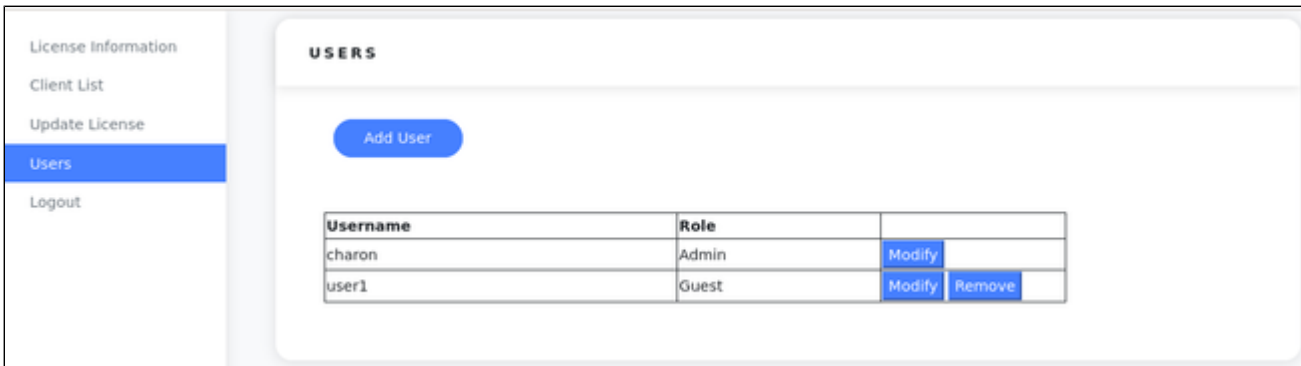 License Information
Client List
Update License
Users
Logout
USERS
Add User
Username Role
charon Admin Modify
user1 Guest Modify Remove